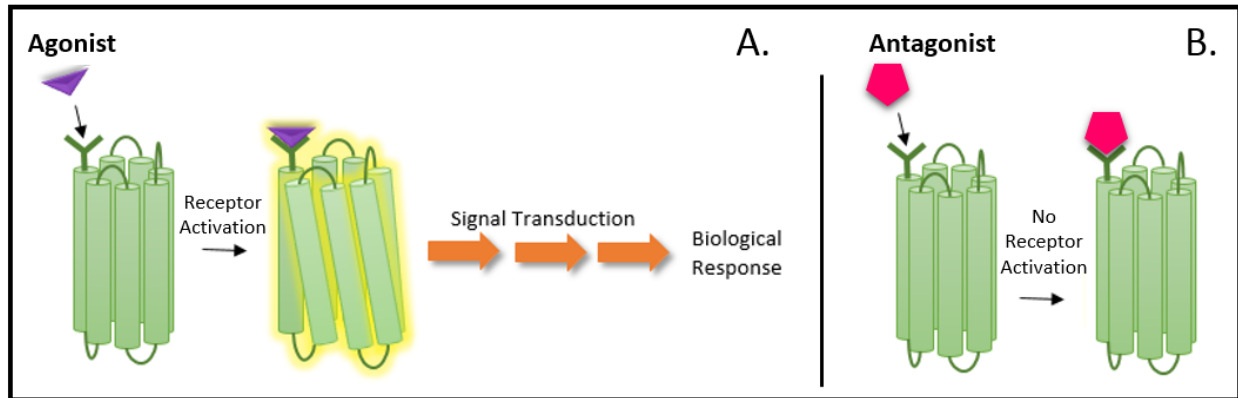 Agonist
A.
Receptor
Activation
Signal Transduction
Biological
Response
Antagonist
B.
No
Receptor
Activation